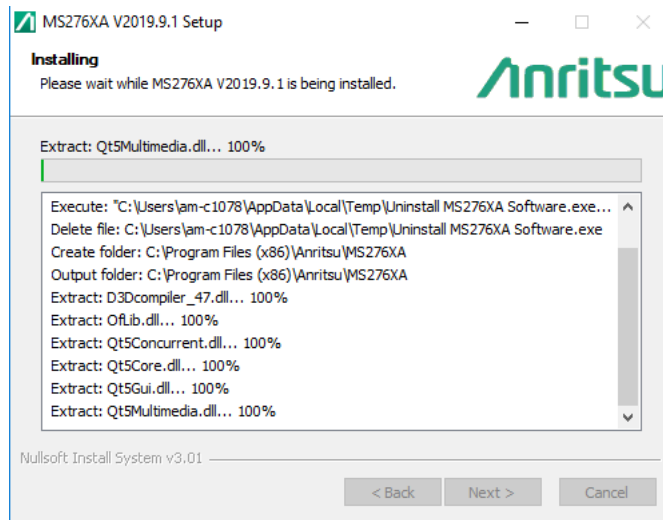 MS276XA V2019.9.1 Setup
Installing
Please wait while MS276XA V2019.9.1 is being installed.
Anritsu
Extract: Qt5Multimedia.dll... 100%
Execute: "C:\Users\am-c1078\AppData\Local\Temp\Uninstall MS276XA Software.exe...
Delete file: C:\Users\am-c1078\AppData\Local\Temp\Uninstall MS276XA Software.exe
Create folder: C:\Program Files (x86)\Anritsu\MS276XA
Output folder: C:\Program Files (x86)\Anritsu\MS276XA
Extract: D3Dcompiler_47.dll... 100%
Extract: OfLib.dll... 100%
Extract: Qt5Concurrent.dll... 100%
Extract: Qt5Core.dll... 100%
Extract: Qt5Gui.dll... 100%
Extract: Qt5Multimedia.dll... 100%
Nullsoft Install System v3.01
< Back Next > Cancel